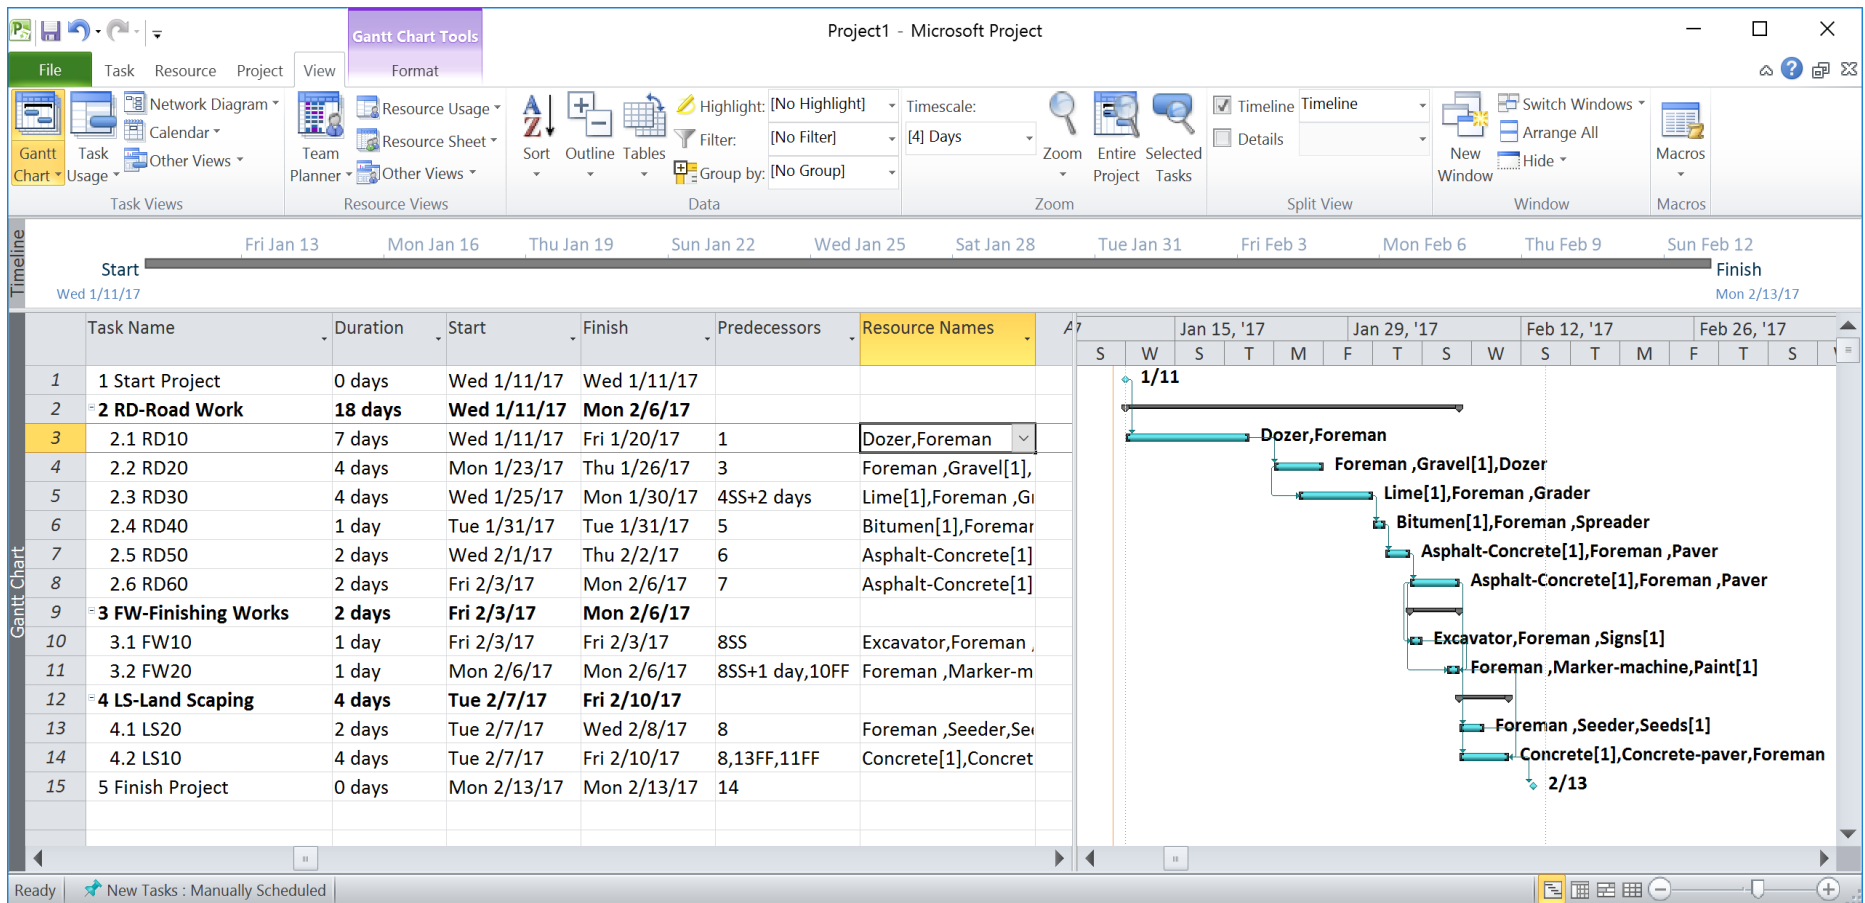 Project1 - Microsoft Project
Gantt Chart Tools
File Task Resource Project View Format
Gantt Chart
Task Usage
Network Diagram
Calendar
Other Views
Task Views
Team Planner
Resource Usage
Resource Sheet
Other Views
Resource Views
Sort
Outline
Tables
Highlight: [No Highlight]
Filter: [No Filter]
Group by: [No Group]
Data
Timescale:
[4] Days
Zoom
Entire Project
Selected Tasks
Zoom
Timeline Timeline
Details
Split View
New Window
Switch Windows
Arrange All
Hide
Window
Macros
Macros
Timeline
Fri Jan 13 Mon Jan 16 Thu Jan 19 Sun Jan 22 Wed Jan 25 Sat Jan 28 Tue Jan 31 Fri Feb 3 Mon Feb 6 Thu Feb 9 Sun Feb 12
Start
Wed 1/11/17
Finish
Mon 2/13/17
Gantt Chart
Task Name Duration Start Finish Predecessors Resource Names
1 1 Start Project 0 days Wed 1/11/17 Wed 1/11/17
2 2 RD-Road Work 18 days Wed 1/11/17 Mon 2/6/17
3 2.1 RD10 7 days Wed 1/11/17 Fri 1/20/17 1 Dozer,Foreman
4 2.2 RD20 4 days Mon 1/23/17 Thu 1/26/17 3 Foreman ,Gravel[1],
5 2.3 RD30 4 days Wed 1/25/17 Mon 1/30/17 4SS+2 days Lime[1],Foreman ,Gr
6 2.4 RD40 1 day Tue 1/31/17 Tue 1/31/17 5 Bitumen[1],Foreman
7 2.5 RD50 2 days Wed 2/1/17 Thu 2/2/17 6 Asphalt-Concrete[1]
8 2.6 RD60 2 days Fri 2/3/17 Mon 2/6/17 7 Asphalt-Concrete[1]
9 3 FW-Finishing Works 2 days Fri 2/3/17 Mon 2/6/17
10 3.1 FW10 1 day Fri 2/3/17 Fri 2/3/17 8SS Excavator,Foreman ,
11 3.2 FW20 1 day Mon 2/6/17 Mon 2/6/17 8SS+1 day,10FF Foreman ,Marker-m
12 4 LS-Land Scaping 4 days Tue 2/7/17 Fri 2/10/17
13 4.1 LS20 2 days Tue 2/7/17 Wed 2/8/17 8 Foreman ,Seeder,See
14 4.2 LS10 4 days Tue 2/7/17 Fri 2/10/17 8,13FF,11FF Concrete[1],Concret
15 5 Finish Project 0 days Mon 2/13/17 Mon 2/13/17 14
7 Jan 15, '17 Jan 29, '17 Feb 12, '17 Feb 26, '17
S W S T M F T S W S T M F T S
1/11
Dozer,Foreman
Foreman ,Gravel[1],Dozer
Lime[1],Foreman ,Grader
Bitumen[1],Foreman ,Spreader
Asphalt-Concrete[1],Foreman ,Paver
Asphalt-Concrete[1],Foreman ,Paver
Excavator,Foreman ,Signs[1]
Foreman ,Marker-machine,Paint[1]
Foreman ,Seeder,Seeds[1]
Concrete[1],Concrete-paver,Foreman
2/13
Ready New Tasks : Manually Scheduled